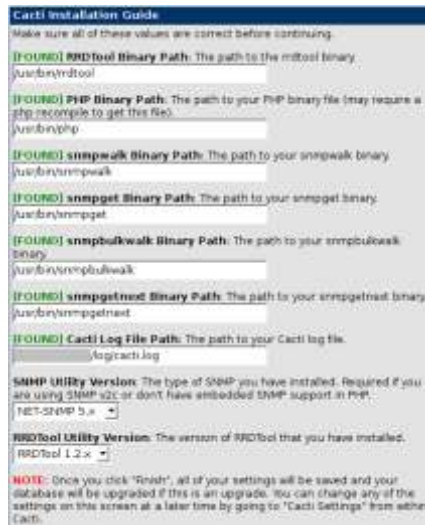 Cacti Installation Guide
Make sure all of these values are correct before continuing.
[FOUND] RRDTool Binary Path: The path to the rrdtool binary.
/usr/bin/rrdtool
[FOUND] PHP Binary Path: The path to your PHP binary file (may require a
php recompile to get this file).
/usr/bin/php
[FOUND] snmpwalk Binary Path: The path to your snmpwalk binary.
/usr/bin/snmpwalk
[FOUND] snmpget Binary Path: The path to your snmpget binary.
/usr/bin/snmpget
[FOUND] snmpbulkwalk Binary Path: The path to your snmpbulkwalk
binary.
/usr/bin/snmpbulkwalk
[FOUND] snmpgetnext Binary Path: The path to your snmpgetnext binary.
/usr/bin/snmpgetnext
[FOUND] Cacti Log File Path: The path to your Cacti log file.
/log/cacti.log
SNMP Utility Version: The type of SNMP you have installed. Required if you
are using SNMP v2c or don't have embedded SNMP support in PHP.
NET-SNMP 5.x
RRDTool Utility Version: The version of RRDTool that you have installed.
RRDTool 1.2.x
NOTE: Once you click "Finish", all of your settings will be saved and your
database will be upgraded if this is an upgrade. You can change any of the
settings on this screen at a later time by going to "Cacti Settings" from within
Cacti.